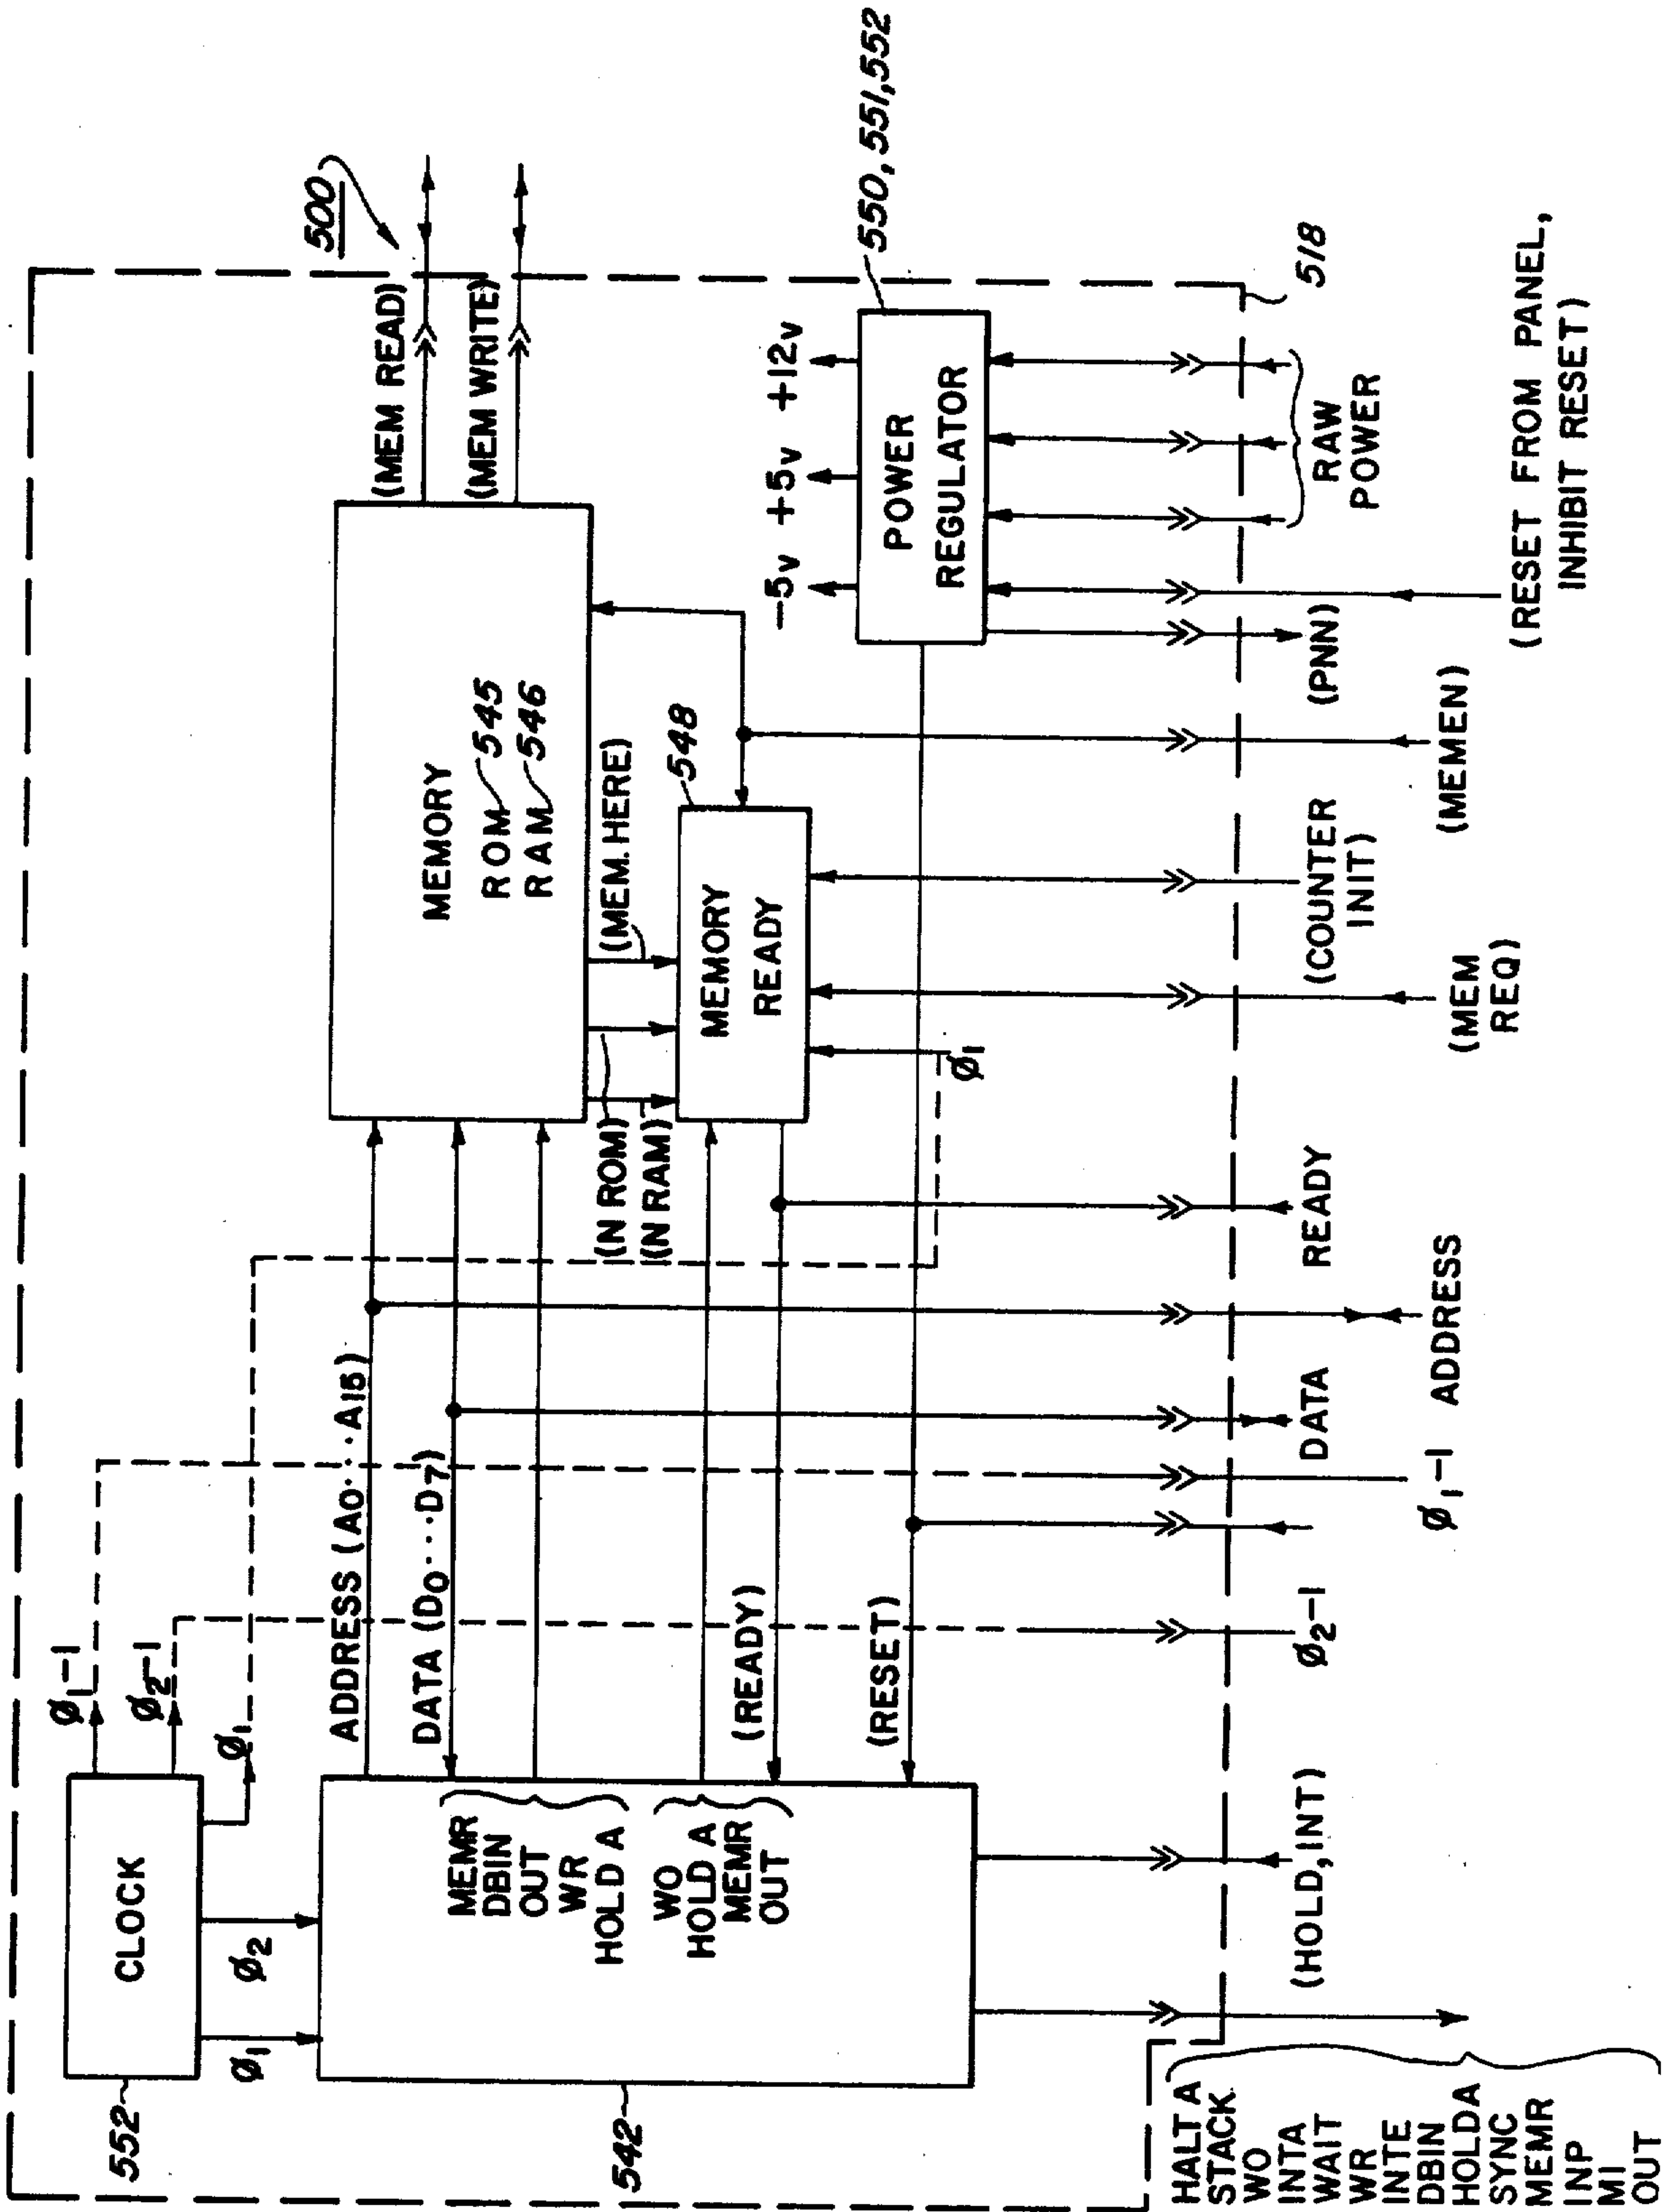 500
CLOCK
552
Ø1-1
Ø2-1
Ø1
Ø1
Ø2
542
ADDRESS (A0···A15)
DATA (D0···D7)
MEMR
DBIN
OUT
WR
HOLD A
WO
HOLD A
MEMR
OUT
(READY)
(RESET)
MEMORY
ROM 545
RAM 546
(MEM READ)
(MEM WRITE)
(MEM. HERE)
(N ROM)
(N RAM)
548
MEMORY
READY
Ø1
-5v +5v +12v
POWER
REGULATOR
550, 551, 552
518
HALT A
STACK
WO
INTA
WAIT
WR
INTE
DBIN
HOLDA
SYNC
MEMR
INP
MI
OUT
(HOLD, INT)
Ø2-1
Ø1-1
DATA
ADDRESS
READY
(MEM
REQ)
(COUNTER
INIT)
(MEMEN)
(PNN)
RAW
POWER
(RESET FROM PANEL,
INHIBIT RESET)